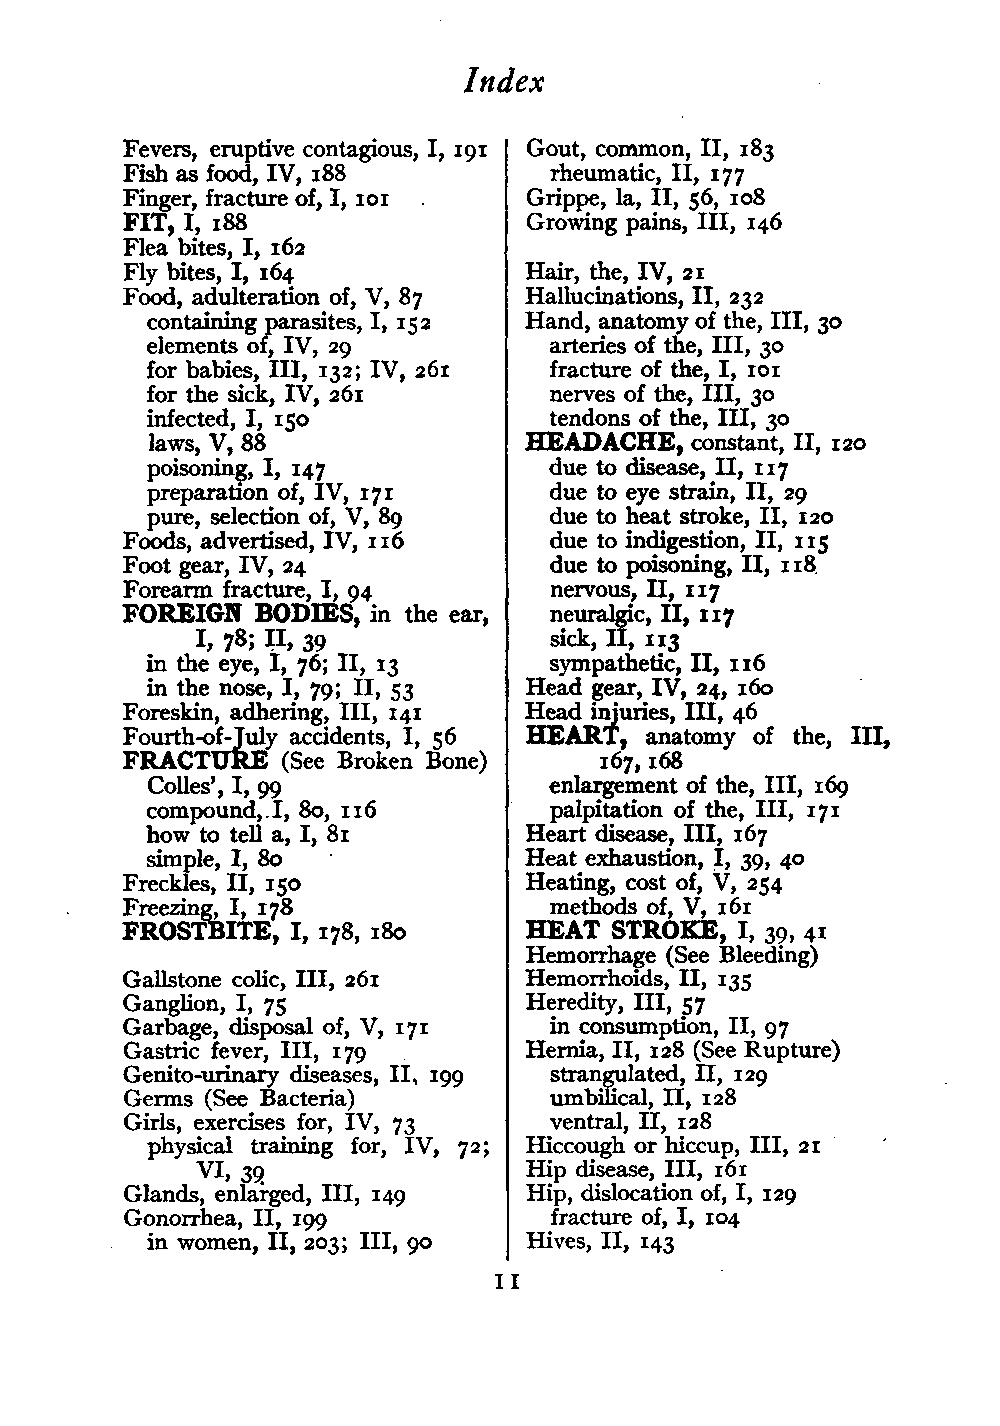 Index
Fevers, eruptive contagious, I, 191
Fish as food, IV, 188
Finger, fracture of, I, 101
FIT, I, 188
Flea bites, I, 162
Fly bites, I, 164
Food, adulteration of, V, 87
containing parasites, I, 152
elements of, IV, 29
for babies, III, 132; IV, 261
for the sick, IV, 261
infected, I, 150
laws, V, 88
poisoning, I, 147
preparation of, IV, 171
pure, selection of, V, 89
Foods, advertised, IV, 116
Foot gear, IV, 24
Forearm fracture, I, 94
FOREIGN BODIES, in the ear,
I, 78; II, 39
in the eye, I, 76; II, 13
in the nose, I, 79; II, 53
Foreskin, adhering, III, 141
Fourth-of-July accidents, I, 56
FRACTURE (See Broken Bone)
Colles', I, 99
compound, I, 80, 116
how to tell a, I, 81
simple, I, 80
Freckles, II, 150
Freezing, I, 178
FROSTBITE, I, 178, 180
Gallstone colic, III, 261
Ganglion, I, 75
Garbage, disposal of, V, 171
Gastric fever, III, 179
Genito-urinary diseases, II, 199
Germs (See Bacteria)
Girls, exercises for, IV, 73
physical training for, IV, 72;
VI, 39
Glands, enlarged, III, 149
Gonorrhea, II, 199
in women, II, 203; III, 90
Gout, common, II, 183
rheumatic, II, 177
Grippe, la, II, 56, 108
Growing pains, III, 146
Hair, the, IV, 21
Hallucinations, II, 232
Hand, anatomy of the, III, 30
arteries of the, III, 30
fracture of the, I, 101
nerves of the, III, 30
tendons of the, III, 30
HEADACHE, constant, II, 120
due to disease, II, 117
due to eye strain, II, 29
due to heat stroke, II, 120
due to indigestion, II, 115
due to poisoning, II, 118
nervous, II, 117
neuralgic, II, 117
sick, II, 113
sympathetic, II, 116
Head gear, IV, 24, 160
Head injuries, III, 46
HEART, anatomy of the, III,
167, 168
enlargement of the, III, 169
palpitation of the, III, 171
Heart disease, III, 167
Heat exhaustion, I, 39, 40
Heating, cost of, V, 254
methods of, V, 161
HEAT STROKE, I, 39, 41
Hemorrhage (See Bleeding)
Hemorrhoids, II, 135
Heredity, III, 57
in consumption, II, 97
Hernia, II, 128 (See Rupture)
strangulated, II, 129
umbilical, II, 128
ventral, II, 128
Hiccough or hiccup, III, 21
Hip disease, III, 161
Hip, dislocation of, I, 129
fracture of, I, 104
Hives, II, 143
11